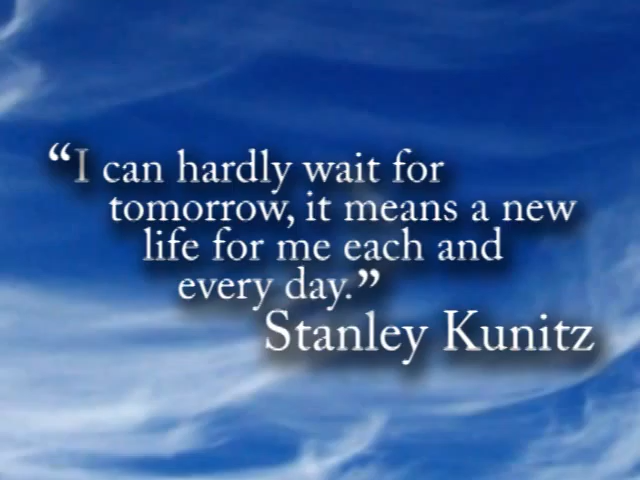 “I can hardly wait for
tomorrow, it means a new
life for me each and
every day.”
Stanley Kunitz